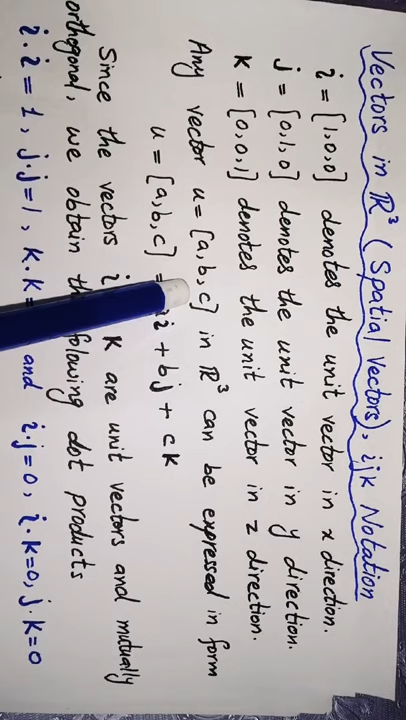 Vectors in ℝ³ (Spatial Vectors), ijk Notation
i = [1,0,0] denotes the unit vector in x direction.
j = [0,1,0] denotes the unit vector in y direction.
k = [0,0,1] denotes the unit vector in z direction.
Any vector u = [a,b,c] in ℝ³ can be expressed in form
u = [a,b,c] = i + bj + ck
Since the vectors i k are unit vectors and mutually
orthogonal, we obtain following dot products
i.i = 1, j.j=1, k.k= and i.j=0, i.k=0, j.k=0